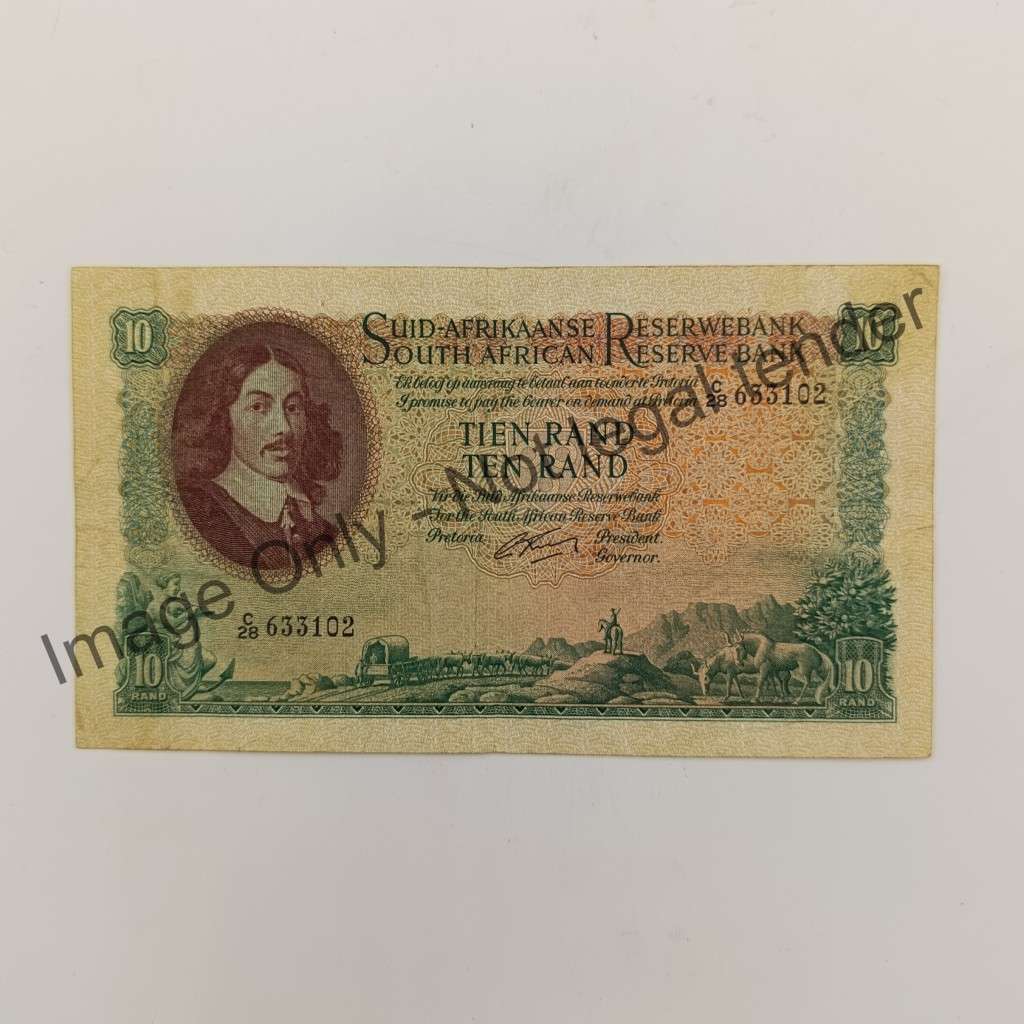 10
10
SUID-AFRIKAANSE RESERWEBANK
SOUTH AFRICAN RESERVE BANK
Ek beloof op aanvraag te betaal aan toonder te Pretoria
I promise to pay the bearer on demand at Pretoria
C/28 633102
TIEN RAND
TEN RAND
Vir die Suid-Afrikaanse Reserwebank
For the South African Reserve Bank
Pretoria
President.
Governor.
C/28 633102
10
RAND
10
RAND
Image Only - Not legal tender